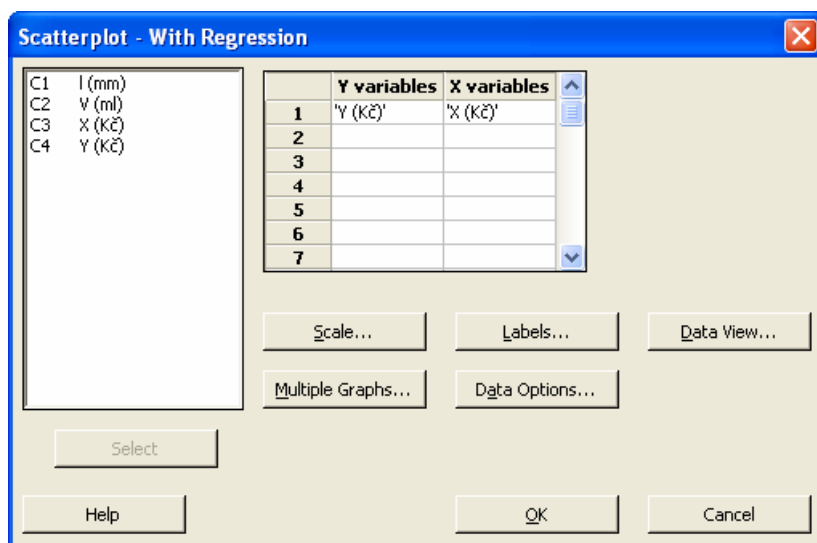 Scatterplot - With Regression
C1 l (mm)
C2 V (ml)
C3 X (Kč)
C4 Y (Kč)
Y variables X variables
1 'Y (Kč)' 'X (Kč)'
2
3
4
5
6
7
Scale... Labels... Data View...
Multiple Graphs... Data Options...
Select
Help OK Cancel